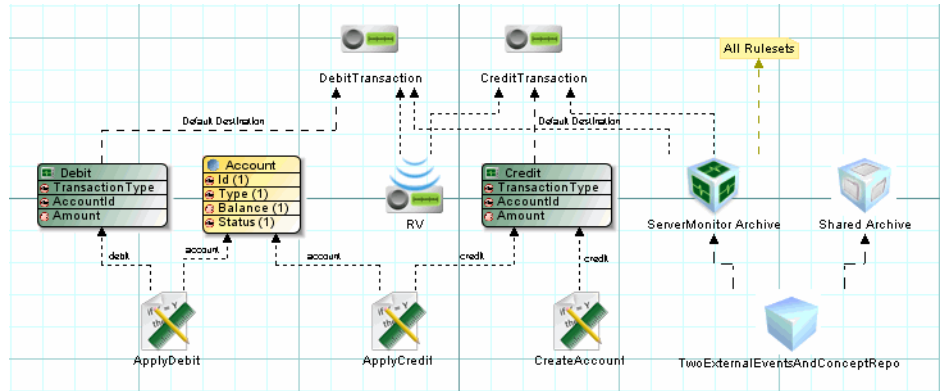 All Rulesets
DebitTransaction
CreditTransaction
Default Destination
Default Destination
Debit
TransactionType
AccountId
Amount
Account
Id (1)
Type (1)
Balance (1)
Status (1)
RV
Credit
TransactionType
AccountId
Amount
ServerMonitor Archive
Shared Archive
debit
account
account
credit
credit
ApplyDebit
ApplyCredit
CreateAccount
TwoExternalEventsAndConceptRepo